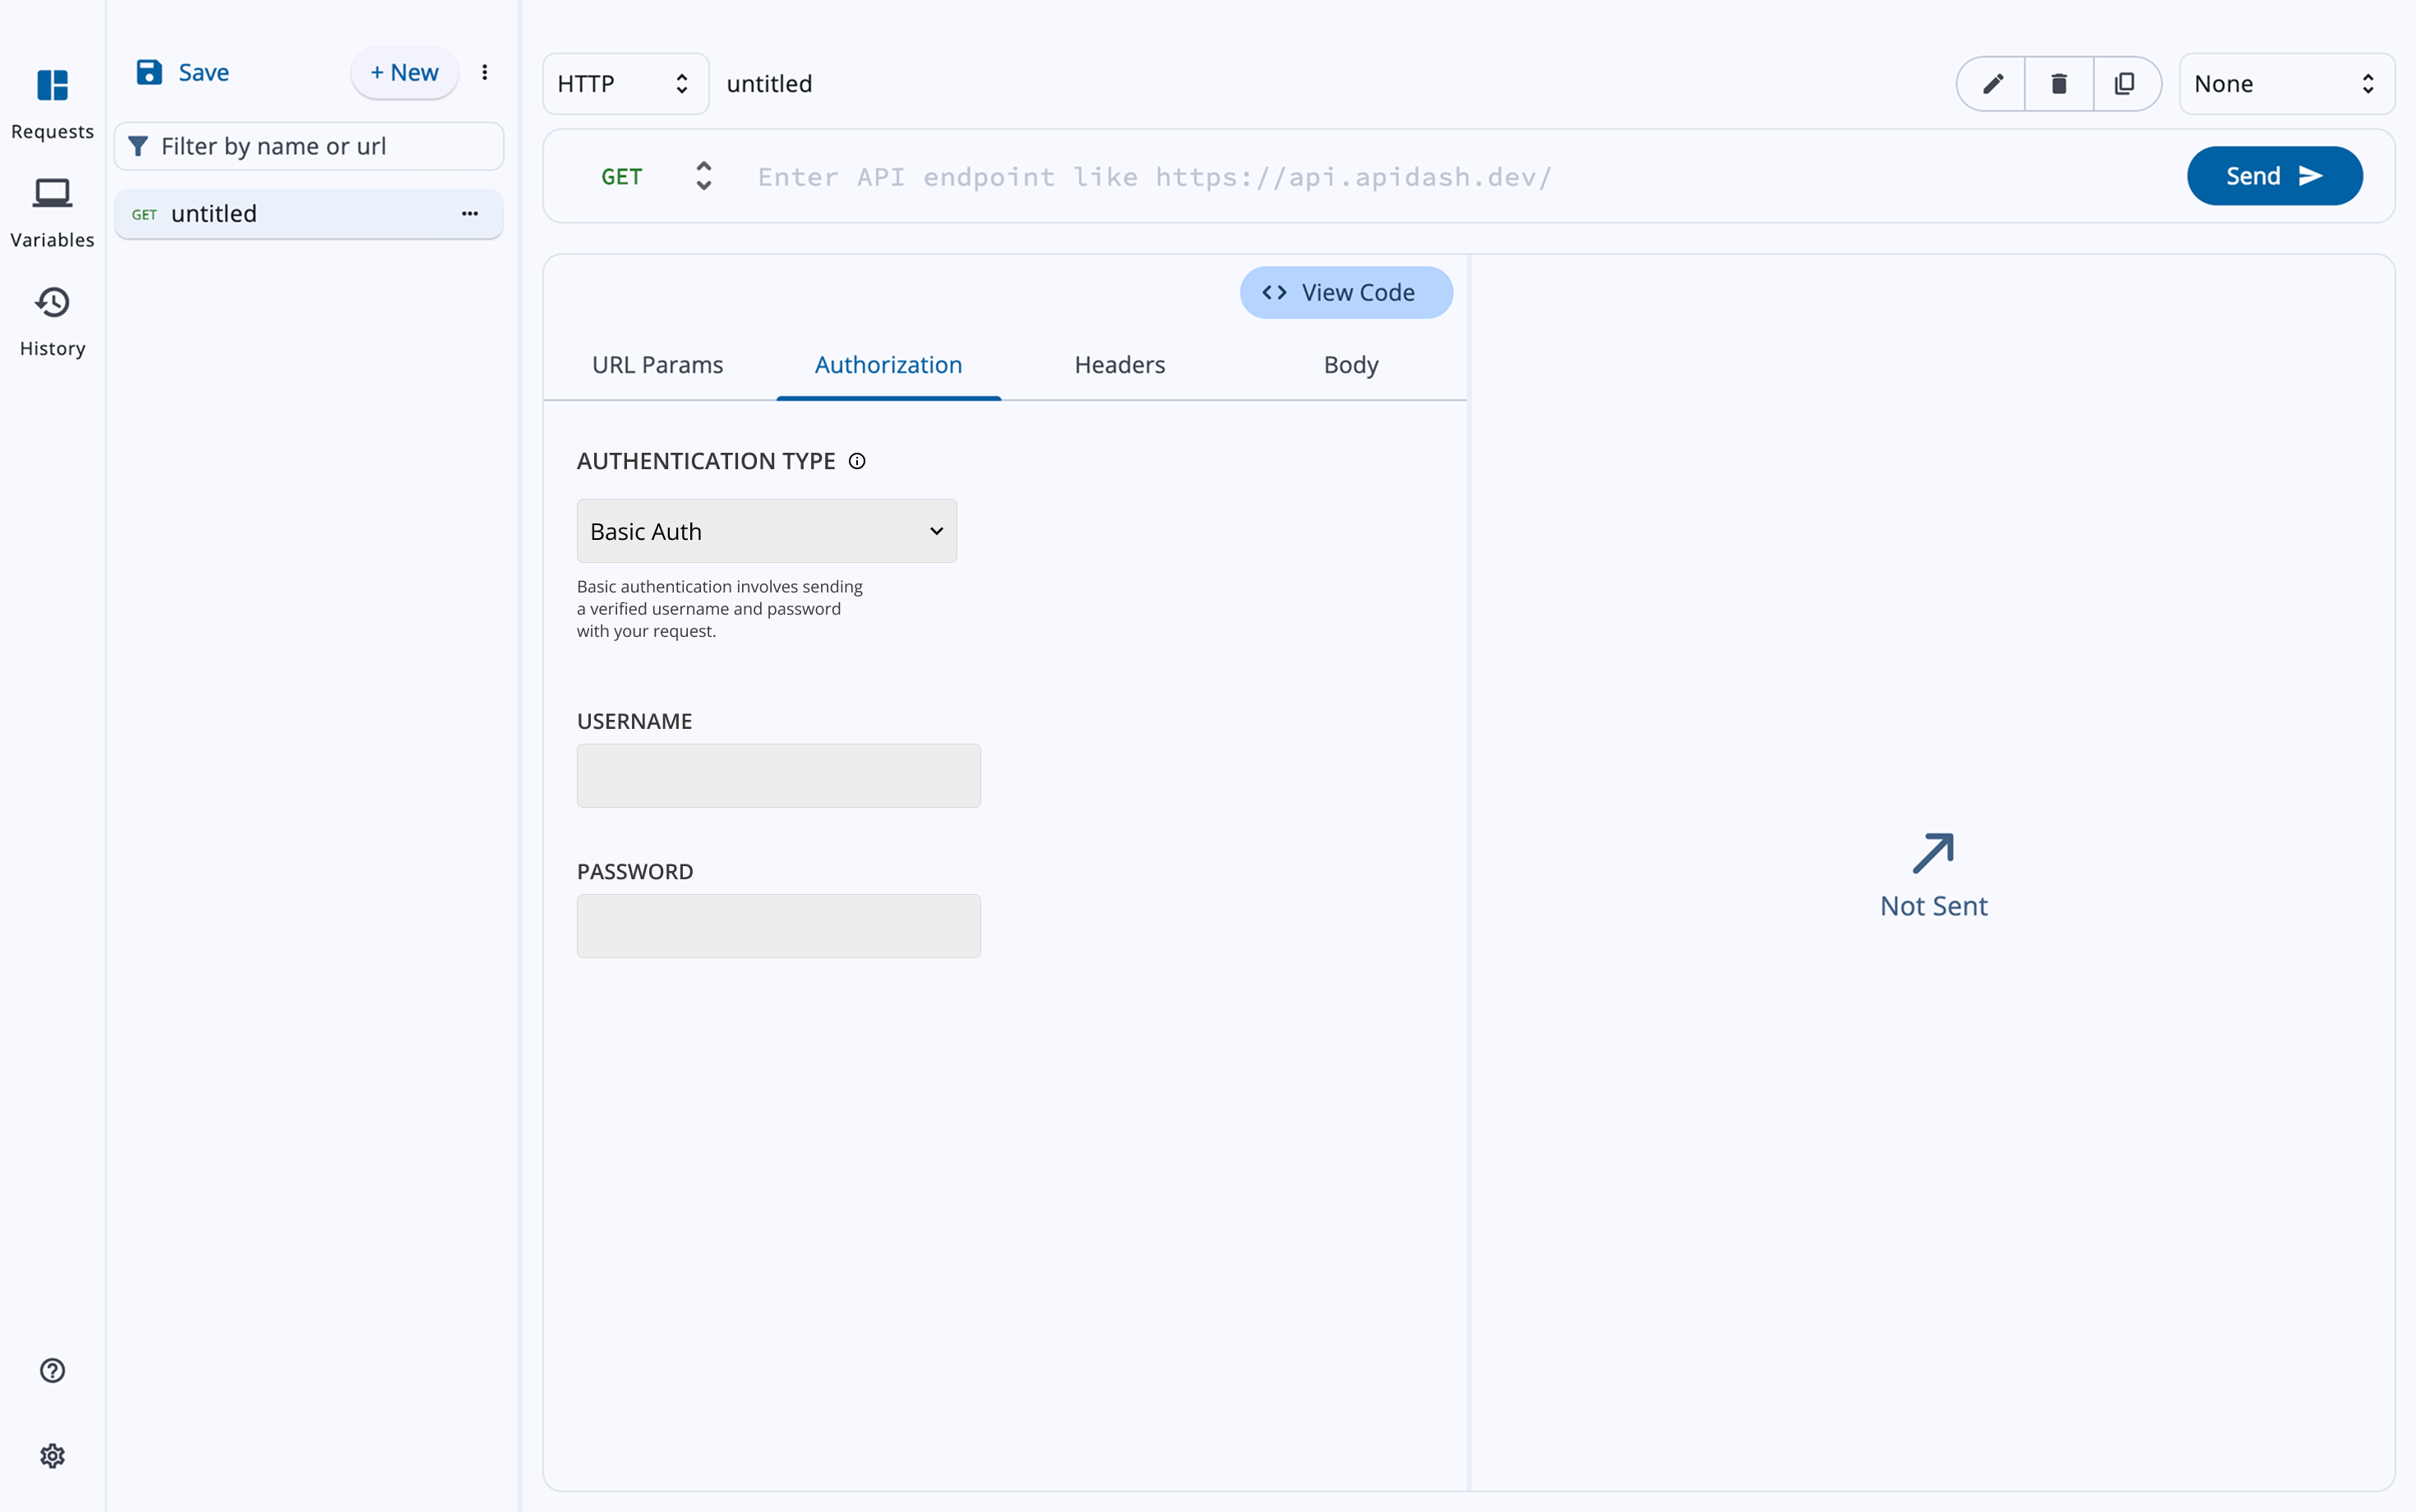 Requests
Variables
History
Save
+ New
Filter by name or url
GET untitled
HTTP
untitled
None
GET
Enter API endpoint like https://api.apidash.dev/
Send
View Code
URL Params
Authorization
Headers
Body
AUTHENTICATION TYPE
Basic Auth
Basic authentication involves sending
a verified username and password
with your request.
USERNAME
PASSWORD
Not Sent